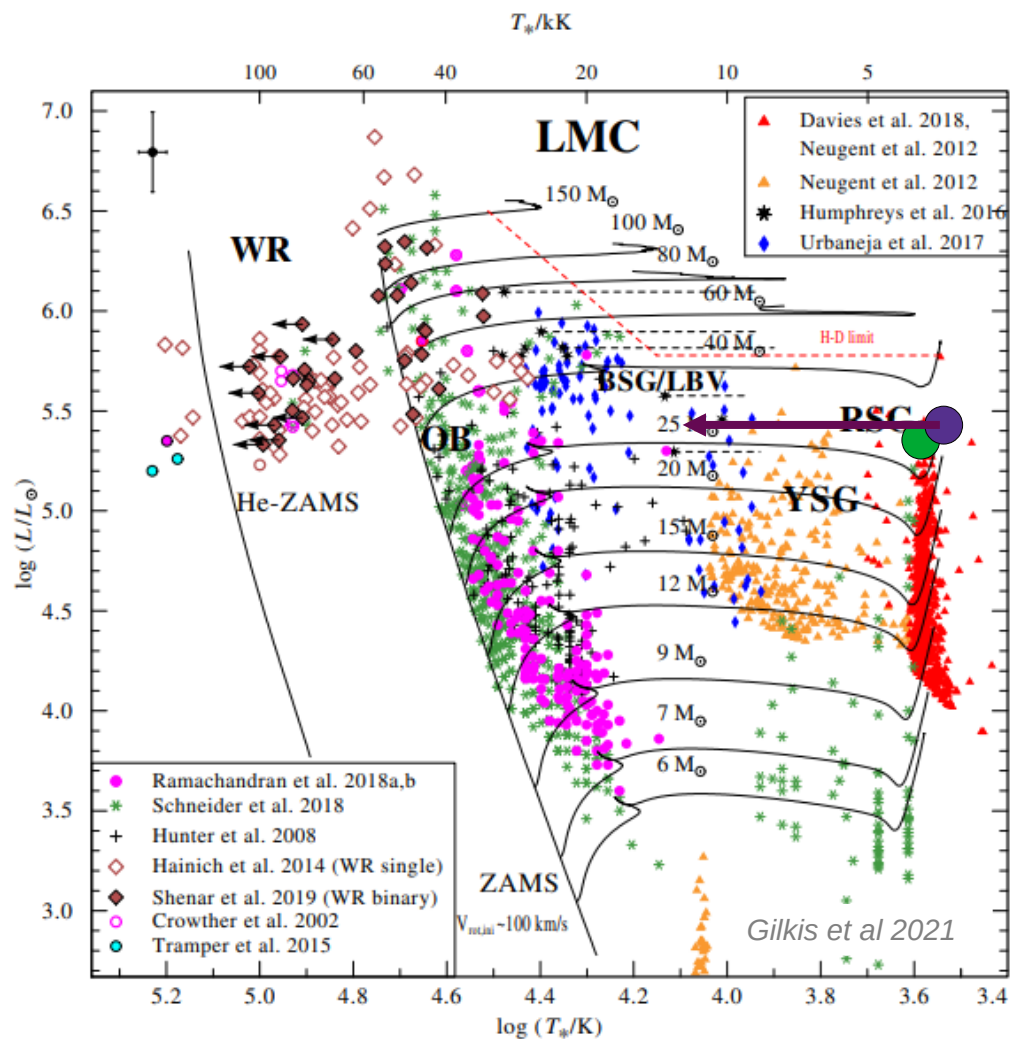 T*/kK
100 60 40 20 10 5
7.0
6.5
6.0
5.5
5.0
4.5
4.0
3.5
3.0
log (L/L⊙)
LMC
WR
OB
BSG/LBV
RSG
YSG
H-D limit
He-ZAMS
ZAMS
Vrot,ini ~100 km/s
150 M⊙
100 M⊙
80 M⊙
60 M⊙
40 M⊙
25
20 M⊙
15 M⊙
12 M⊙
9 M⊙
7 M⊙
6 M⊙
Davies et al. 2018,
Neugent et al. 2012
Neugent et al. 2012
Humphreys et al. 2016
Urbaneja et al. 2017
Ramachandran et al. 2018a,b
Schneider et al. 2018
Hunter et al. 2008
Hainich et al. 2014 (WR single)
Shenar et al. 2019 (WR binary)
Crowther et al. 2002
Tramper et al. 2015
Gilkis et al 2021
5.2 5.0 4.8 4.6 4.4 4.2 4.0 3.8 3.6 3.4
log (T*/K)